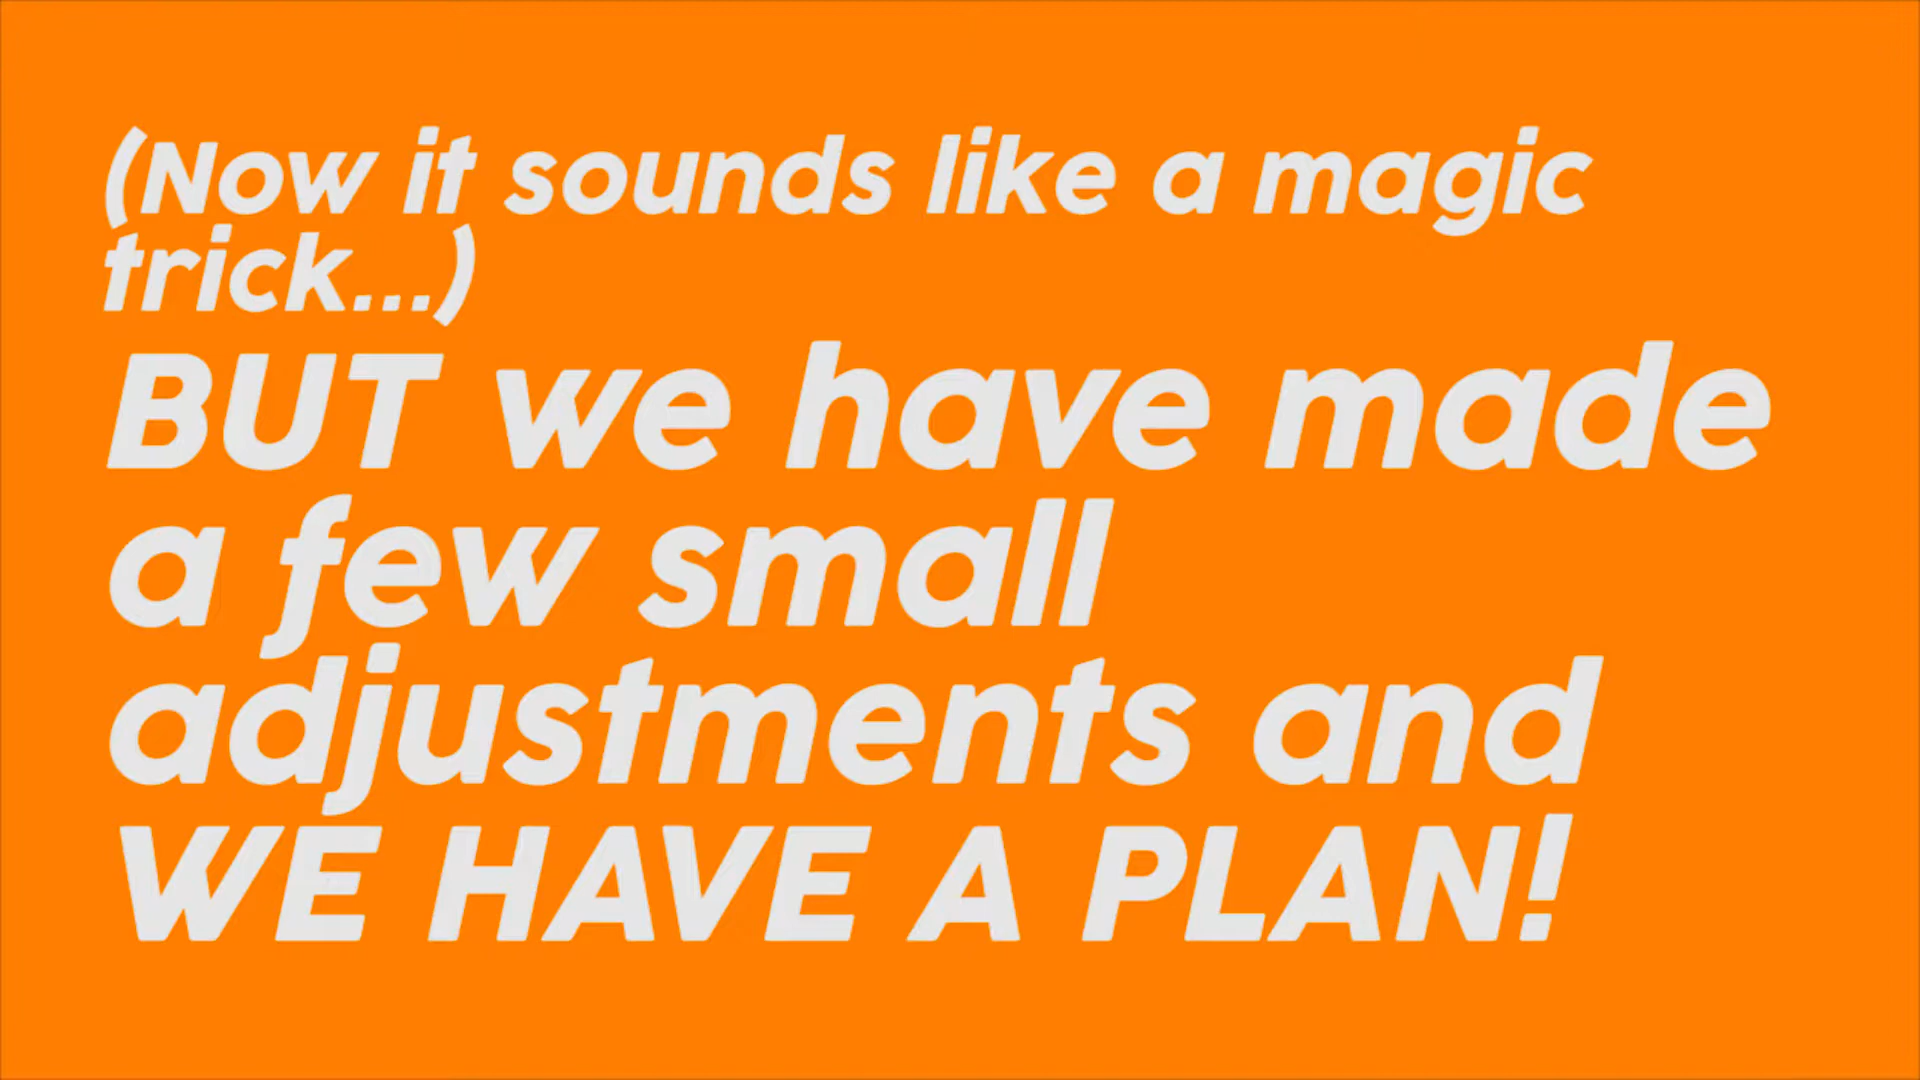 (Now it sounds like a magic
trick...)
BUT we have made
a few small
adjustments and
WE HAVE A PLAN!